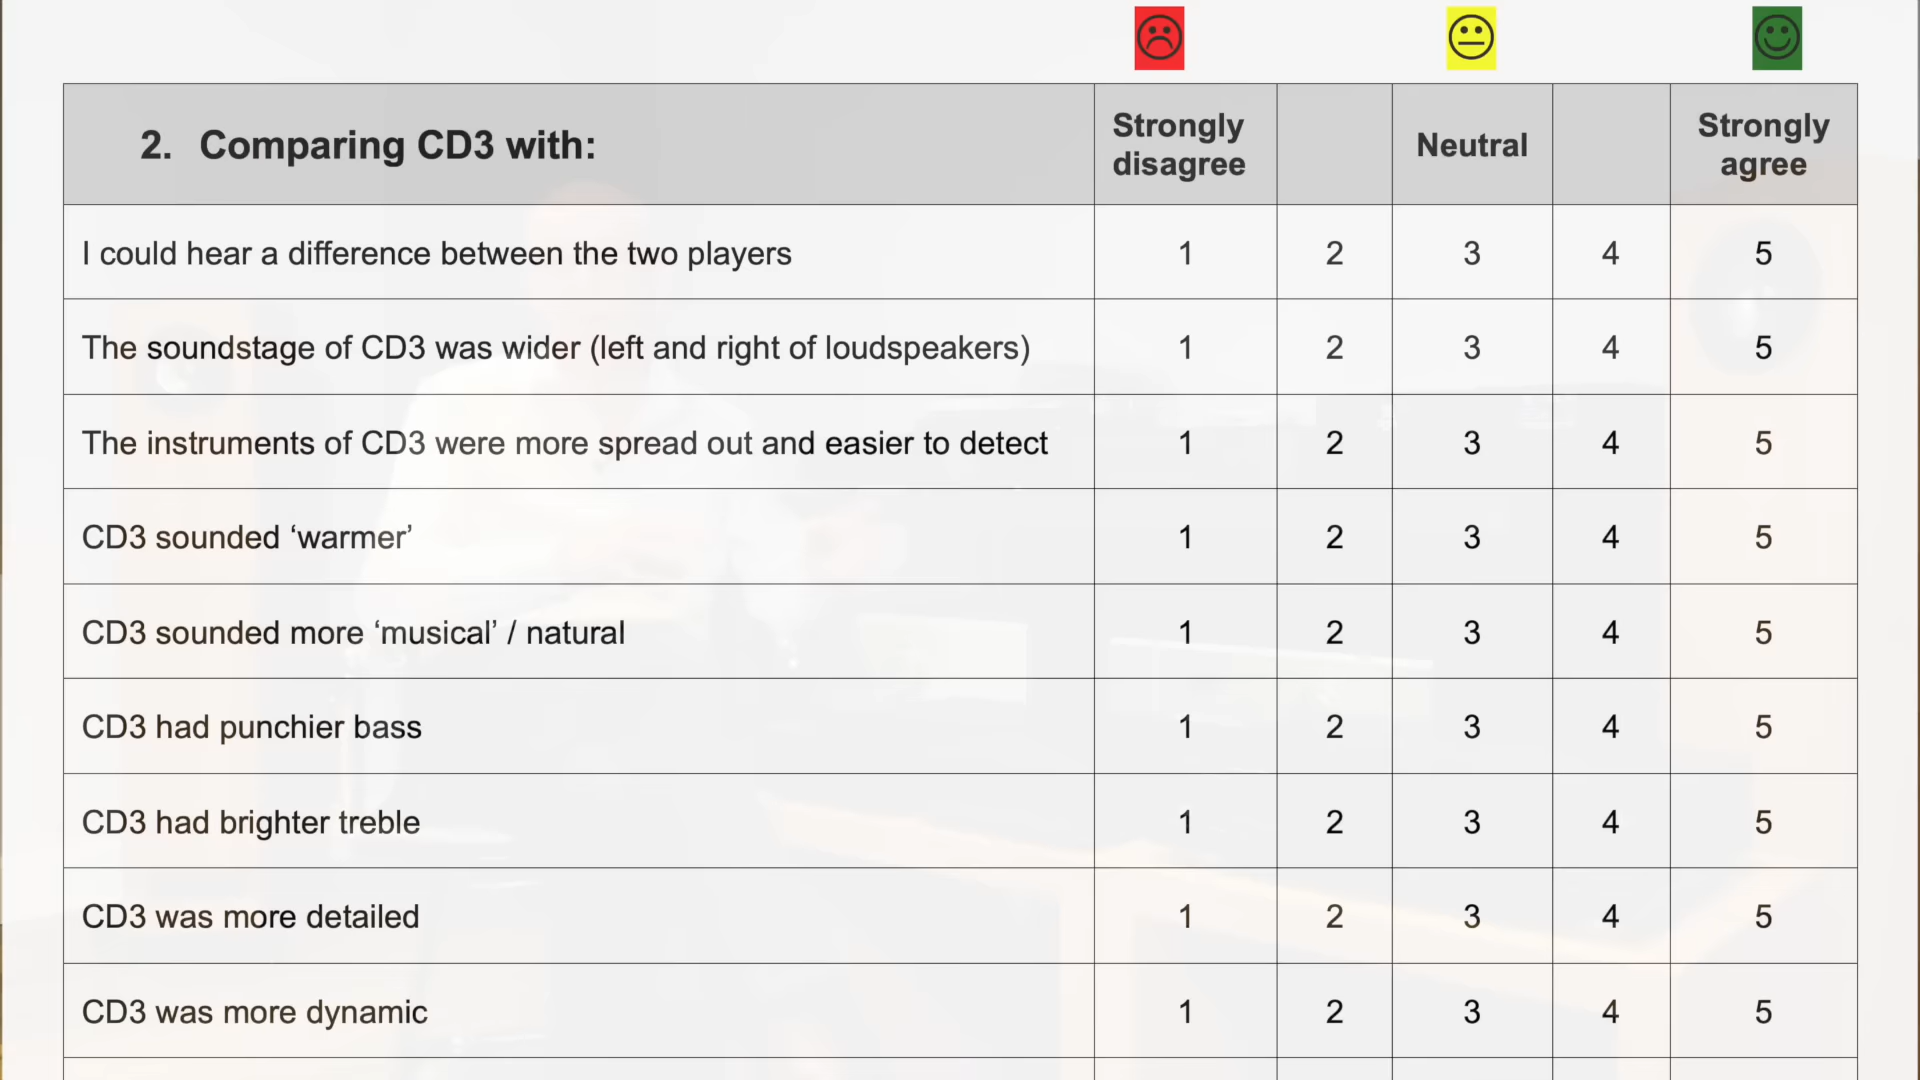 2. Comparing CD3 with:
Strongly disagree
Neutral
Strongly agree
I could hear a difference between the two players 1 2 3 4 5
The soundstage of CD3 was wider (left and right of loudspeakers) 1 2 3 4 5
The instruments of CD3 were more spread out and easier to detect 1 2 3 4 5
CD3 sounded ‘warmer’ 1 2 3 4 5
CD3 sounded more ‘musical’ / natural 1 2 3 4 5
CD3 had punchier bass 1 2 3 4 5
CD3 had brighter treble 1 2 3 4 5
CD3 was more detailed 1 2 3 4 5
CD3 was more dynamic 1 2 3 4 5